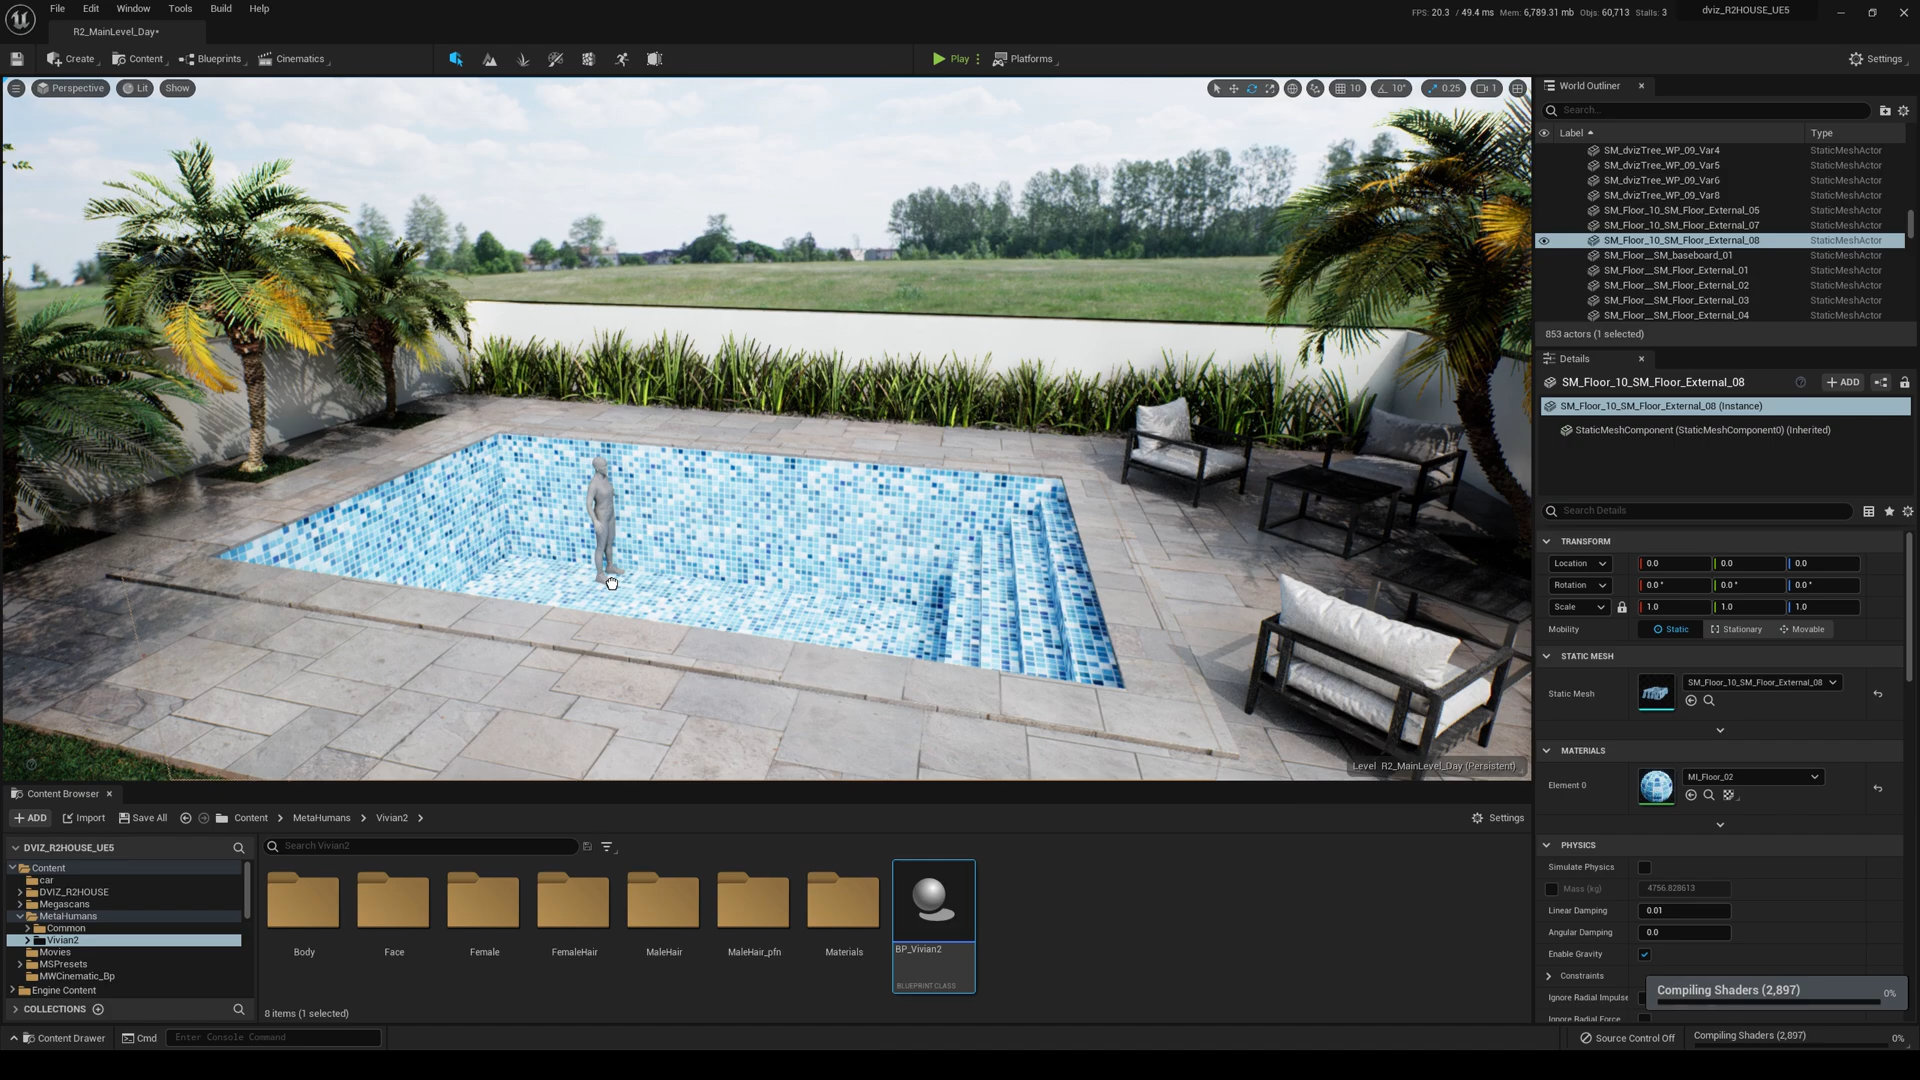 File Edit Window Tools Build Help
FPS: 20.3 / 49.4 ms Mem: 6,789.31 mb Objs: 60,713 Stalls: 3
dviz_R2HOUSE_UE5
R2_MainLevel_Day*
Create Content Blueprints Cinematics
Play Platforms
Settings
Perspective Lit Show
10 10° 0.25 1
World Outliner
Search...
Label Type
SM_dvizTree_WP_09_Var4 StaticMeshActor
SM_dvizTree_WP_09_Var5 StaticMeshActor
SM_dvizTree_WP_09_Var6 StaticMeshActor
SM_dvizTree_WP_09_Var8 StaticMeshActor
SM_Floor_10_SM_Floor_External_05 StaticMeshActor
SM_Floor_10_SM_Floor_External_07 StaticMeshActor
SM_Floor_10_SM_Floor_External_08 StaticMeshActor
SM_Floor__SM_baseboard_01 StaticMeshActor
SM_Floor__SM_Floor_External_01 StaticMeshActor
SM_Floor__SM_Floor_External_02 StaticMeshActor
SM_Floor__SM_Floor_External_03 StaticMeshActor
SM_Floor__SM_Floor_External_04 StaticMeshActor
853 actors (1 selected)
Details
SM_Floor_10_SM_Floor_External_08
ADD
SM_Floor_10_SM_Floor_External_08 (Instance)
StaticMeshComponent (StaticMeshComponent0) (Inherited)
Search Details
TRANSFORM
Location 0.0 0.0 0.0
Rotation 0.0 ° 0.0 ° 0.0 °
Scale 1.0 1.0 1.0
Mobility Static Stationary Movable
STATIC MESH
Static Mesh SM_Floor_10_SM_Floor_External_08
MATERIALS
Element 0 MI_Floor_02
PHYSICS
Simulate Physics
Mass (kg) 4756.828613
Linear Damping 0.01
Angular Damping 0.0
Enable Gravity
Constraints
Ignore Radial Impulse
Ignore Radial Force
Compiling Shaders (2,897) 0%
Level R2_MainLevel_Day (Persistent)
Content Browser
ADD Import Save All Content MetaHumans Vivian2
Settings
DVIZ_R2HOUSE_UE5
Search Vivian2
Content
car
DVIZ_R2HOUSE
Megascans
MetaHumans
Common
Vivian2
Movies
MSPresets
MWCinematic_Bp
Engine Content
COLLECTIONS
Body Face Female FemaleHair MaleHair MaleHair_pfn Materials
BP_Vivian2
BLUEPRINT CLASS
8 items (1 selected)
Content Drawer Cmd Enter Console Command
Source Control Off
Compiling Shaders (2,897) 0%